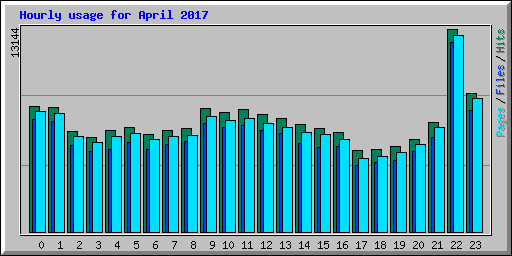 Hourly usage for April 2017
13144
Pages/Files/Hits
0 1 2 3 4 5 6 7 8 9 10 11 12 13 14 15 16 17 18 19 20 21 22 23